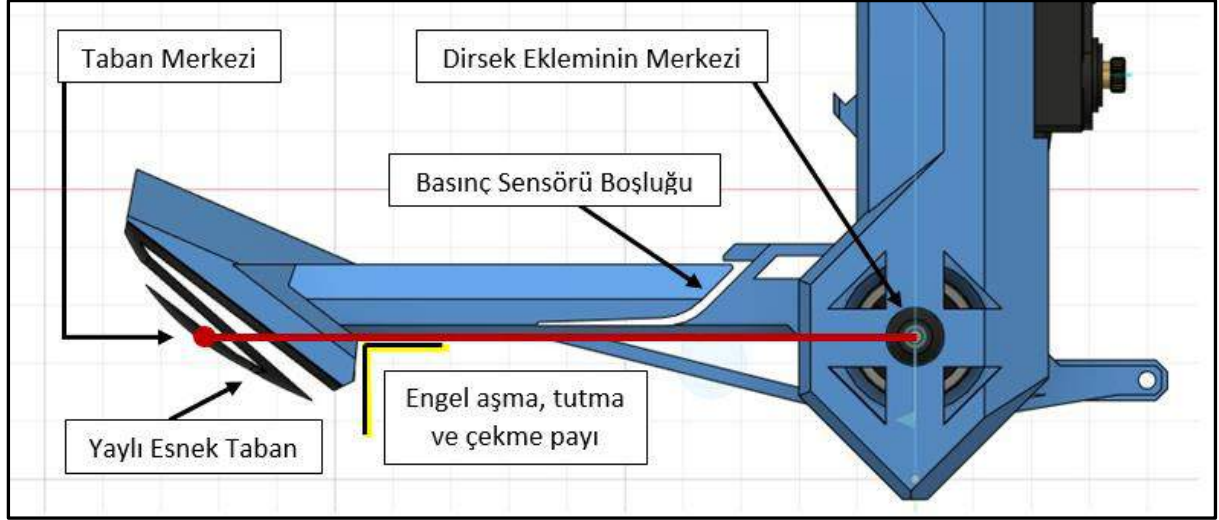 Taban Merkezi
Dirsek Ekleminin Merkezi
Basınç Sensörü Boşluğu
Engel aşma, tutma
ve çekme payı
Yaylı Esnek Taban